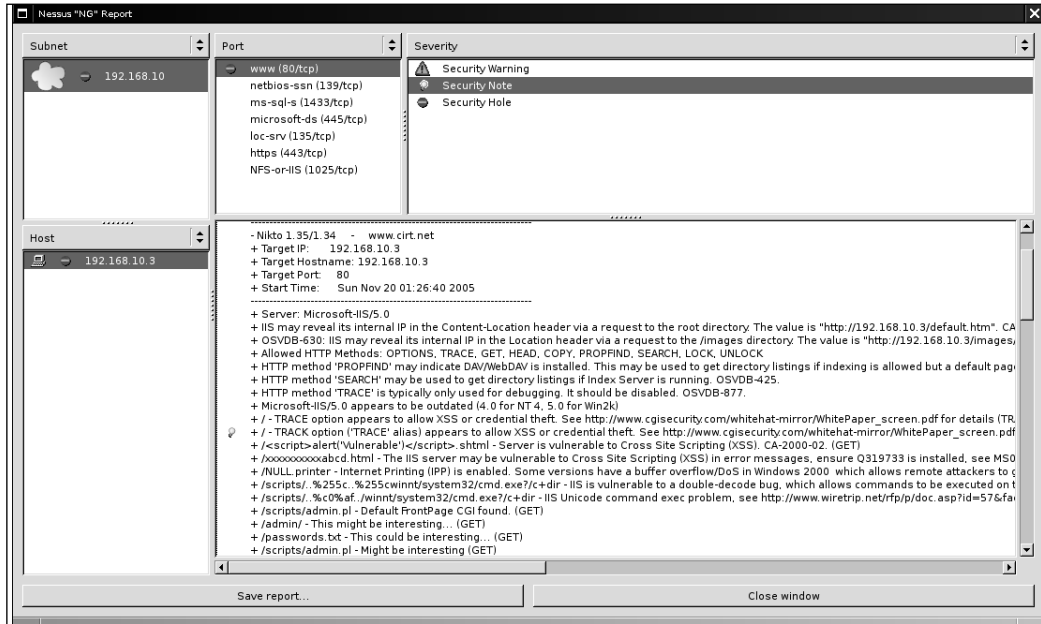 Nessus "NG" Report
Subnet
192.168.10
Port
www (80/tcp)
netbios-ssn (139/tcp)
ms-sql-s (1433/tcp)
microsoft-ds (445/tcp)
loc-srv (135/tcp)
https (443/tcp)
NFS-or-IIS (1025/tcp)
Severity
Security Warning
Security Note
Security Hole
Host
192.168.10.3
- Nikto 1.35/1.34 - www.cirt.net
+ Target IP: 192.168.10.3
+ Target Hostname: 192.168.10.3
+ Target Port: 80
+ Start Time: Sun Nov 20 01:26:40 2005
+ Server: Microsoft-IIS/5.0
+ IIS may reveal its internal IP in the Content-Location header via a request to the root directory. The value is "http://192.168.10.3/default.htm". CA
+ OSVDB-630: IIS may reveal its internal IP in the Location header via a request to the /images directory. The value is "http://192.168.10.3/images/
+ Allowed HTTP Methods: OPTIONS, TRACE, GET, HEAD, COPY, PROPFIND, SEARCH, LOCK, UNLOCK
+ HTTP method 'PROPFIND' may indicate DAV/WebDAV is installed. This may be used to get directory listings if indexing is allowed but a default pag
+ HTTP method 'SEARCH' may be used to get directory listings if Index Server is running. OSVDB-425.
+ HTTP method 'TRACE' is typically only used for debugging. It should be disabled. OSVDB-877.
+ Microsoft-IIS/5.0 appears to be outdated (4.0 for NT 4, 5.0 for Win2k)
+ / - TRACE option appears to allow XSS or credential theft. See http://www.cgisecurity.com/whitehat-mirror/WhitePaper_screen.pdf for details (TR
+ / - TRACK option ('TRACE' alias) appears to allow XSS or credential theft. See http://www.cgisecurity.com/whitehat-mirror/WhitePaper_screen.pdf
+ /<script>alert('Vulnerable')</script>.shtml - Server is vulnerable to Cross Site Scripting (XSS). CA-2000-02. (GET)
+ /xxxxxxxxxxabcd.html - The IIS server may be vulnerable to Cross Site Scripting (XSS) in error messages, ensure Q319733 is installed, see MS0
+ /NULL.printer - Internet Printing (IPP) is enabled. Some versions have a buffer overflow/DoS in Windows 2000 which allows remote attackers to g
+ /scripts/..%255c..%255cwinnt/system32/cmd.exe?/c+dir - IIS is vulnerable to a double-decode bug, which allows commands to be executed on t
+ /scripts/..%c0%af../winnt/system32/cmd.exe?/c+dir - IIS Unicode command exec problem, see http://www.wiretrip.net/rfp/p/doc.asp?id=57&fa
+ /scripts/admin.pl - Default FrontPage CGI found. (GET)
+ /admin/ - This might be interesting... (GET)
+ /passwords.txt - This could be interesting... (GET)
+ /scripts/admin.pl - Might be interesting (GET)
Save report...
Close window